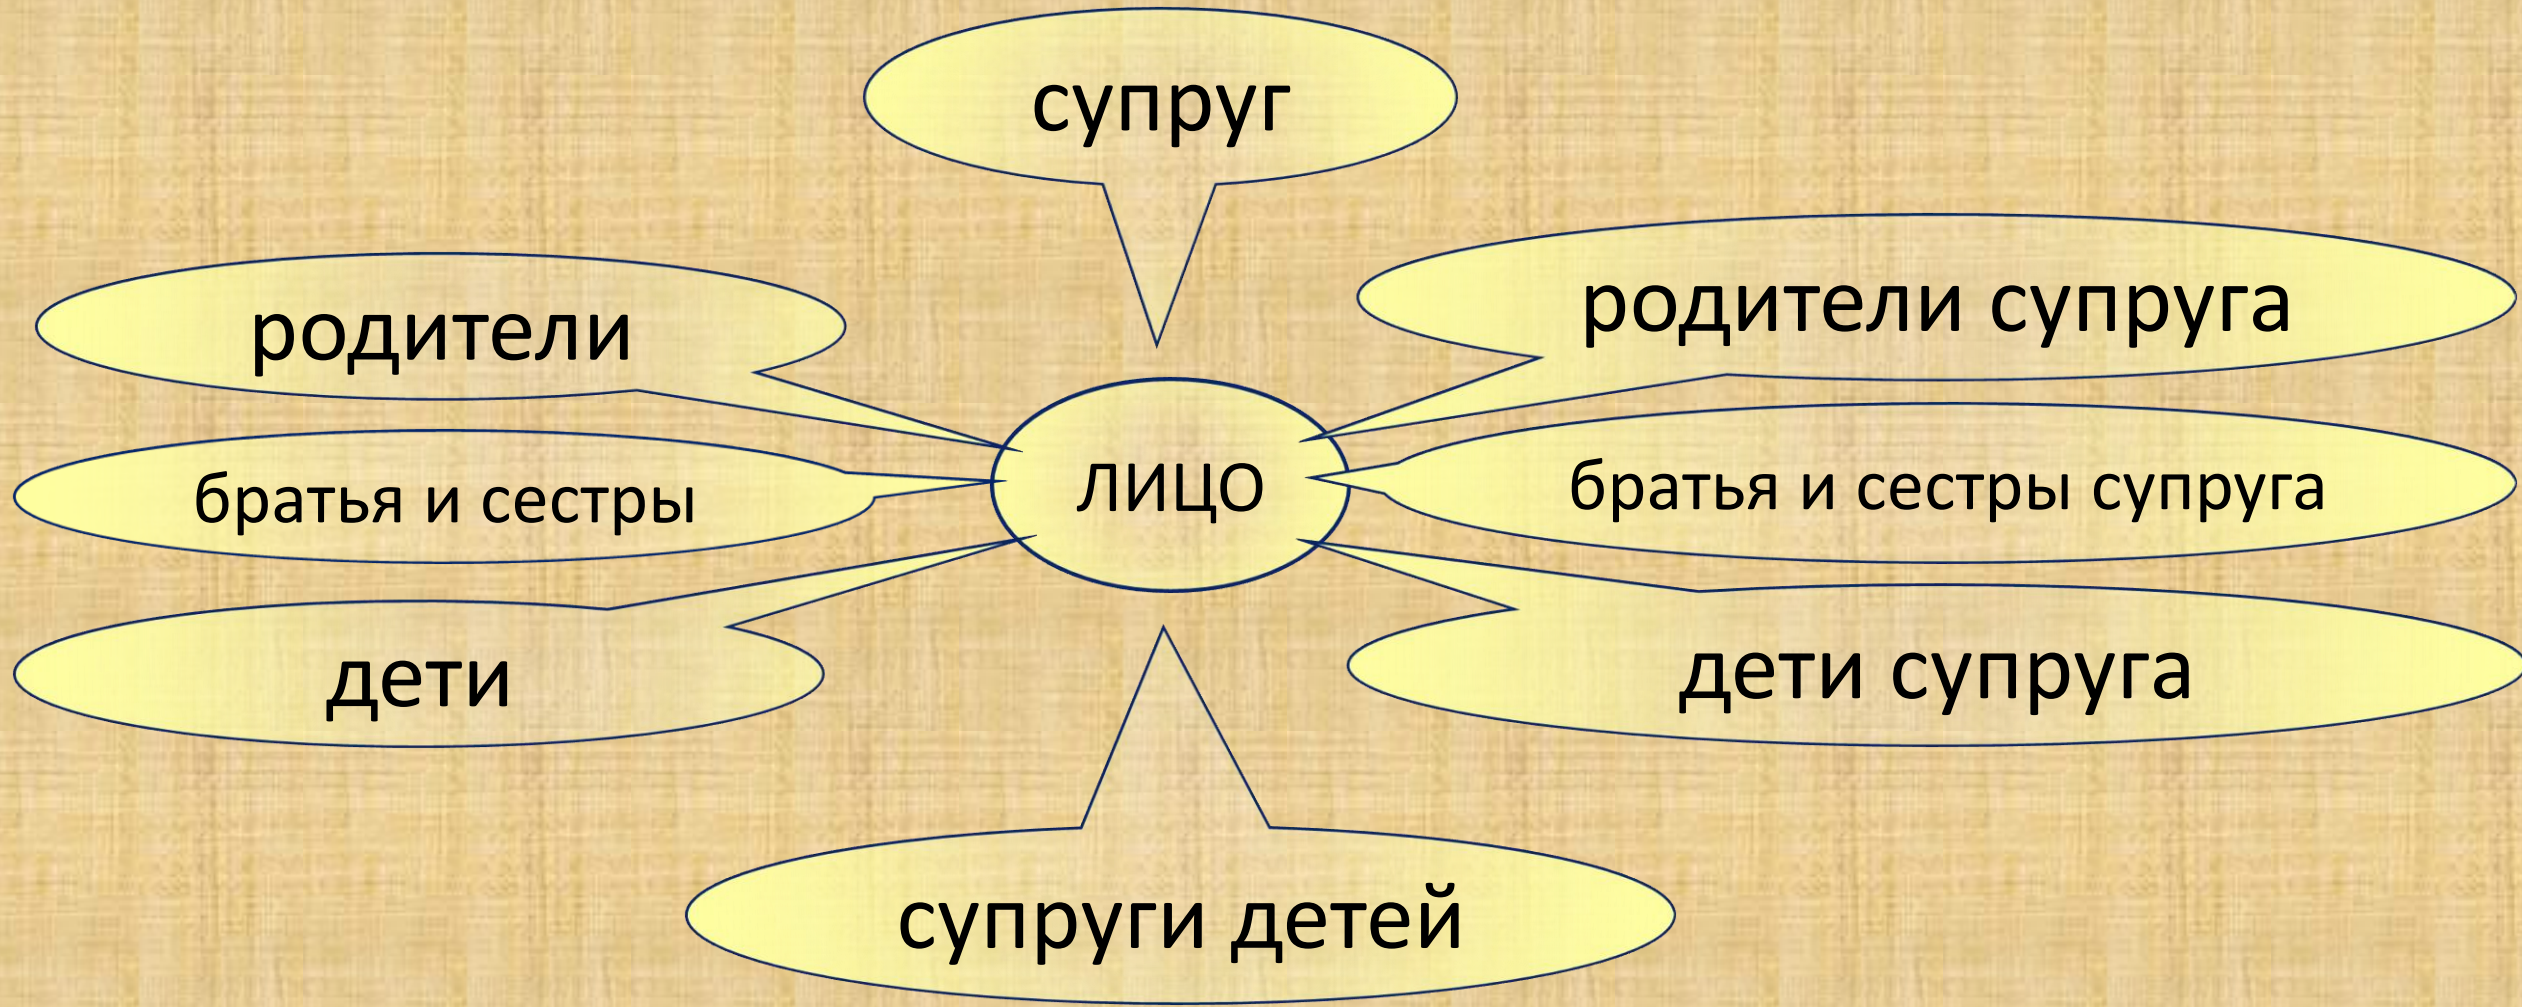 супруг
родители
родители супруга
братья и сестры
ЛИЦО
братья и сестры супруга
дети
дети супруга
супруги детей